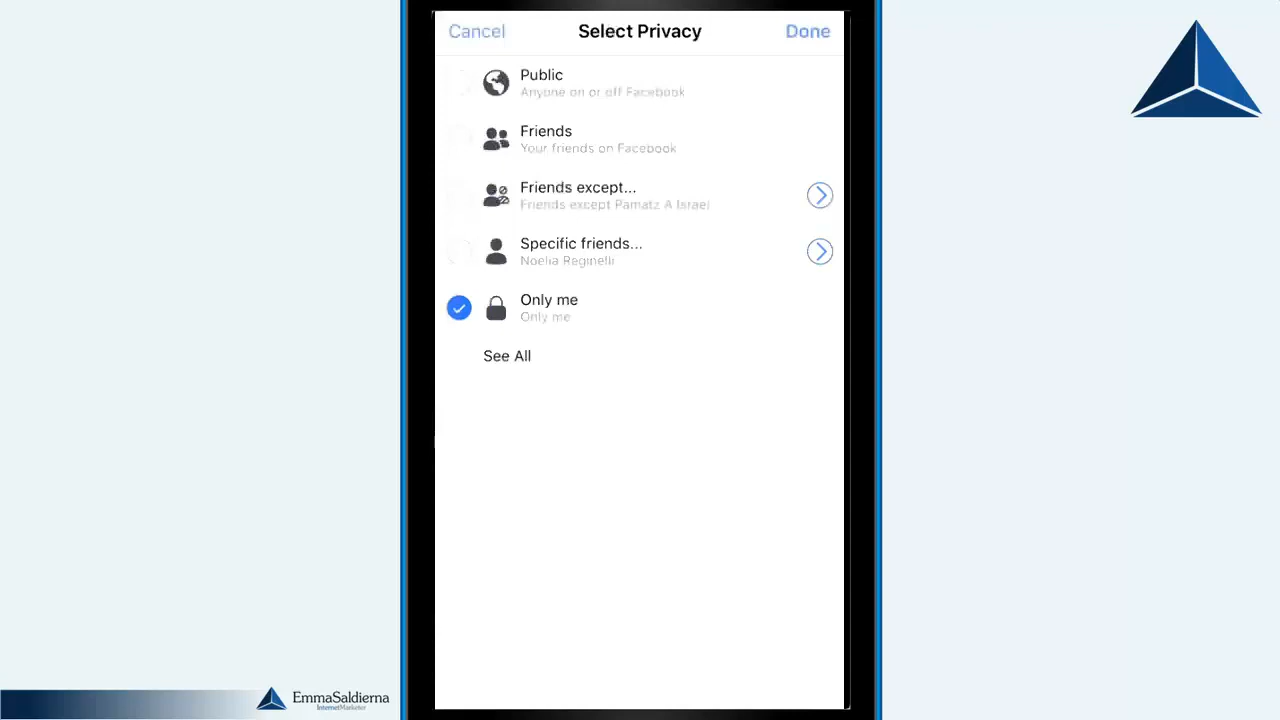 Cancel
Select Privacy
Done
Public
Anyone on or off Facebook
Friends
Your friends on Facebook
Friends except...
Friends except Pamatz A Israel
Specific friends...
Noelia Reginelli
Only me
Only me
See All
EmmaSaldierna
InternetMarketer